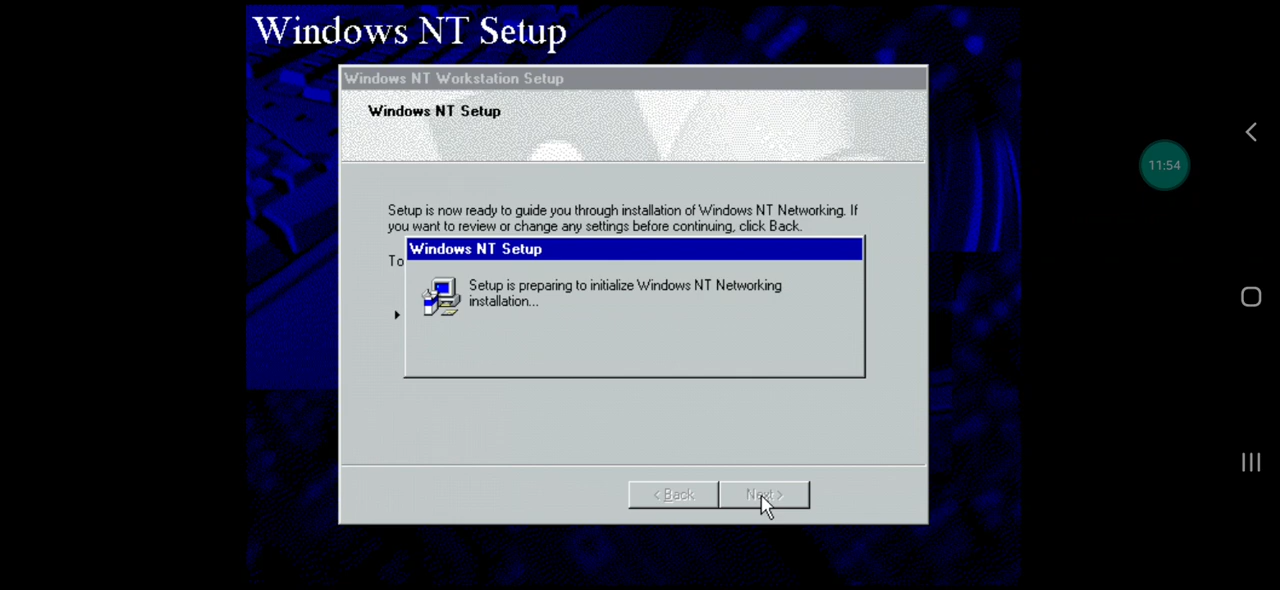 Windows NT Setup
Windows NT Workstation Setup
Windows NT Setup
Setup is now ready to guide you through installation of Windows NT Networking. If
you want to review or change any settings before continuing, click Back.
To
Windows NT Setup
Setup is preparing to initialize Windows NT Networking
installation...
< Back
Next >
11:54